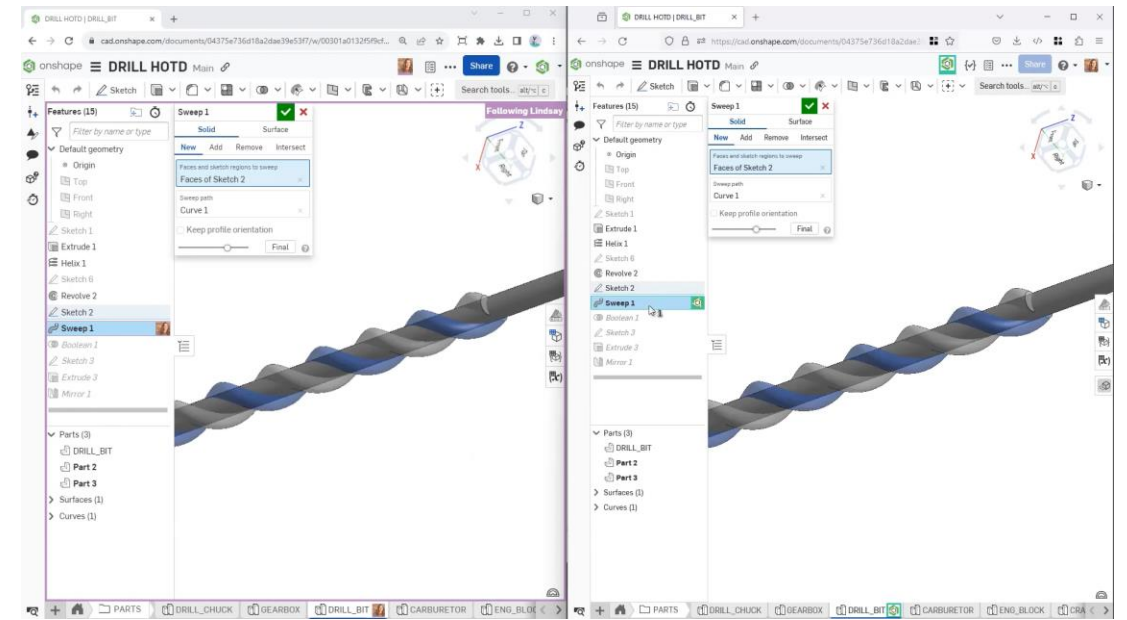 DRILL HOTD | DRILL_BIT
cad.onshape.com/documents/04375e736d18a2dae39e53f7/w/00301a0132f5f9cf...
onshape DRILL HOTD Main Share
Sketch Search tools... alt/⌥ c
Features (15)
Filter by name or type
Default geometry
Origin
Top
Front
Right
Sketch 1
Extrude 1
Helix 1
Sketch 6
Revolve 2
Sketch 2
Sweep 1
Boolean 1
Sketch 3
Extrude 3
Mirror 1
Parts (3)
DRILL_BIT
Part 2
Part 3
Surfaces (1)
Curves (1)
Sweep 1
Solid Surface
New Add Remove Intersect
Faces and sketch regions to sweep
Faces of Sketch 2
Sweep path
Curve 1
Keep profile orientation
Final
Following Lindsay
Z
X
Right
PARTS DRILL_CHUCK GEARBOX DRILL_BIT CARBURETOR ENG_BLOC
DRILL HOTD | DRILL_BIT
https://cad.onshape.com/documents/04375e736d18a2dae3
onshape DRILL HOTD Main Share
Sketch Search tools... alt/⌥ c
Features (15)
Filter by name or type
Default geometry
Origin
Top
Front
Right
Sketch 1
Extrude 1
Helix 1
Sketch 6
Revolve 2
Sketch 2
Sweep 1
Boolean 1
Sketch 3
Extrude 3
Mirror 1
Parts (3)
DRILL_BIT
Part 2
Part 3
Surfaces (1)
Curves (1)
Sweep 1
Solid Surface
New Add Remove Intersect
Faces and sketch regions to sweep
Faces of Sketch 2
Sweep path
Curve 1
Keep profile orientation
Final
Z
X
Right
PARTS DRILL_CHUCK GEARBOX DRILL_BIT CARBURETOR ENG_BLOCK CRA